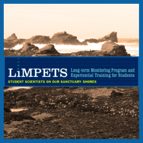 LiMPETS
Long-term Monitoring Program and
Experiential Training for Students
STUDENT SCIENTISTS ON OUR SANCTUARY SHORES